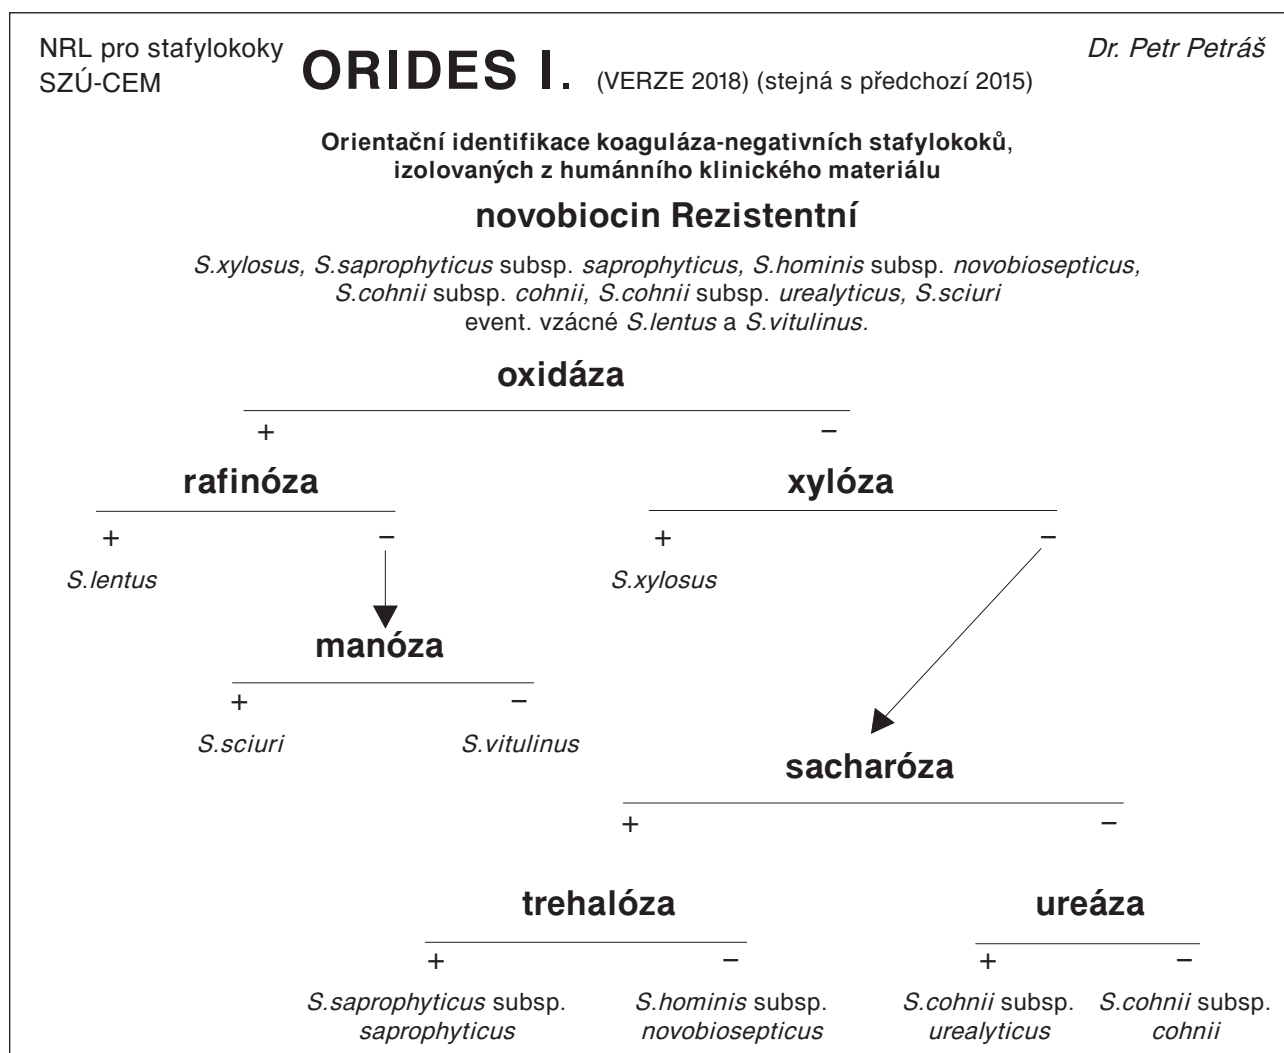 NRL pro stafylokoky
SZÚ-CEM
ORIDES I. (VERZE 2018) (stejná s předchozí 2015)
Dr. Petr Petráš
Orientační identifikace koaguláza-negativních stafylokoků,
izolovaných z humánního klinického materiálu
novobiocin Rezistentní
S.xylosus, S.saprophyticus subsp. saprophyticus, S.hominis subsp. novobiosepticus,
S.cohnii subsp. cohnii, S.cohnii subsp. urealyticus, S.sciuri
event. vzácné S.lentus a S.vitulinus.
oxidáza
+ −
rafinóza xylóza
+ − + −
S.lentus S.xylosus
manóza
+ −
S.sciuri S.vitulinus
sacharóza
+ −
trehalóza ureáza
+ − + −
S.saprophyticus subsp. S.hominis subsp. S.cohnii subsp. S.cohnii subsp.
saprophyticus novobiosepticus urealyticus cohnii